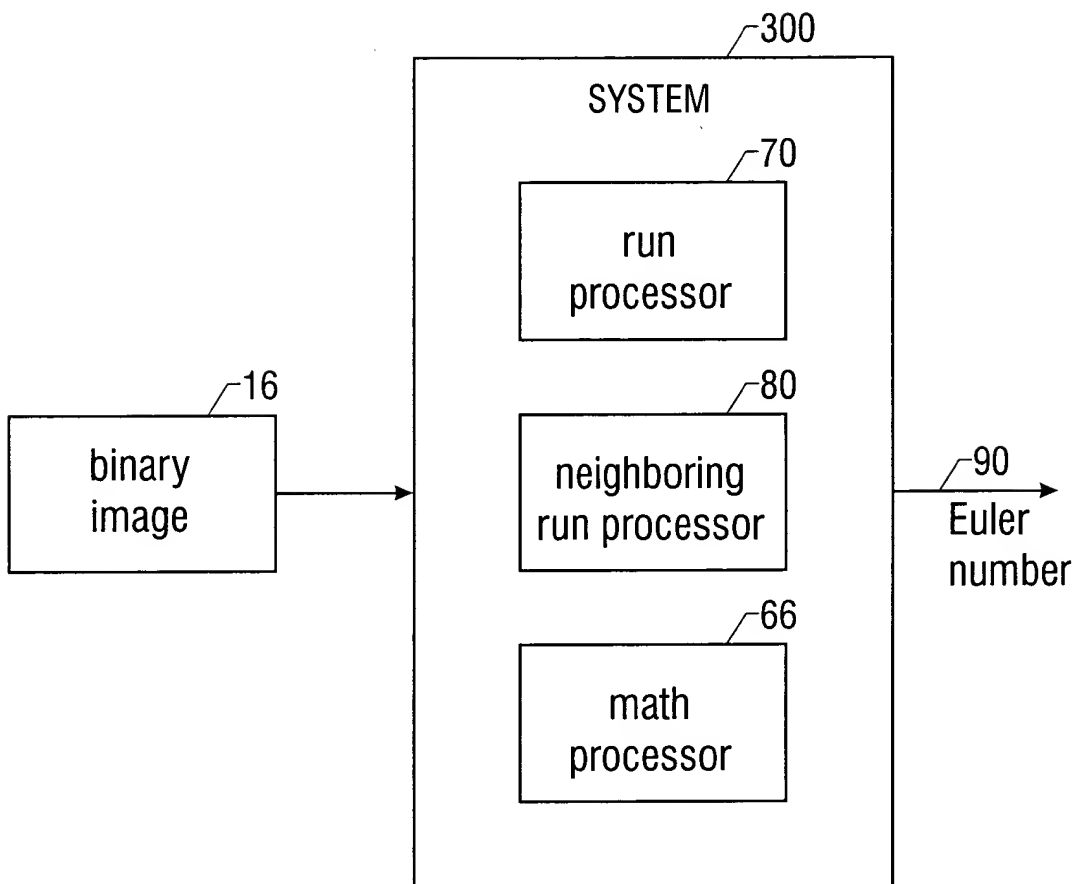 300
SYSTEM
70
run
processor
16
binary
image
80
neighboring
run processor
90
Euler
number
66
math
processor